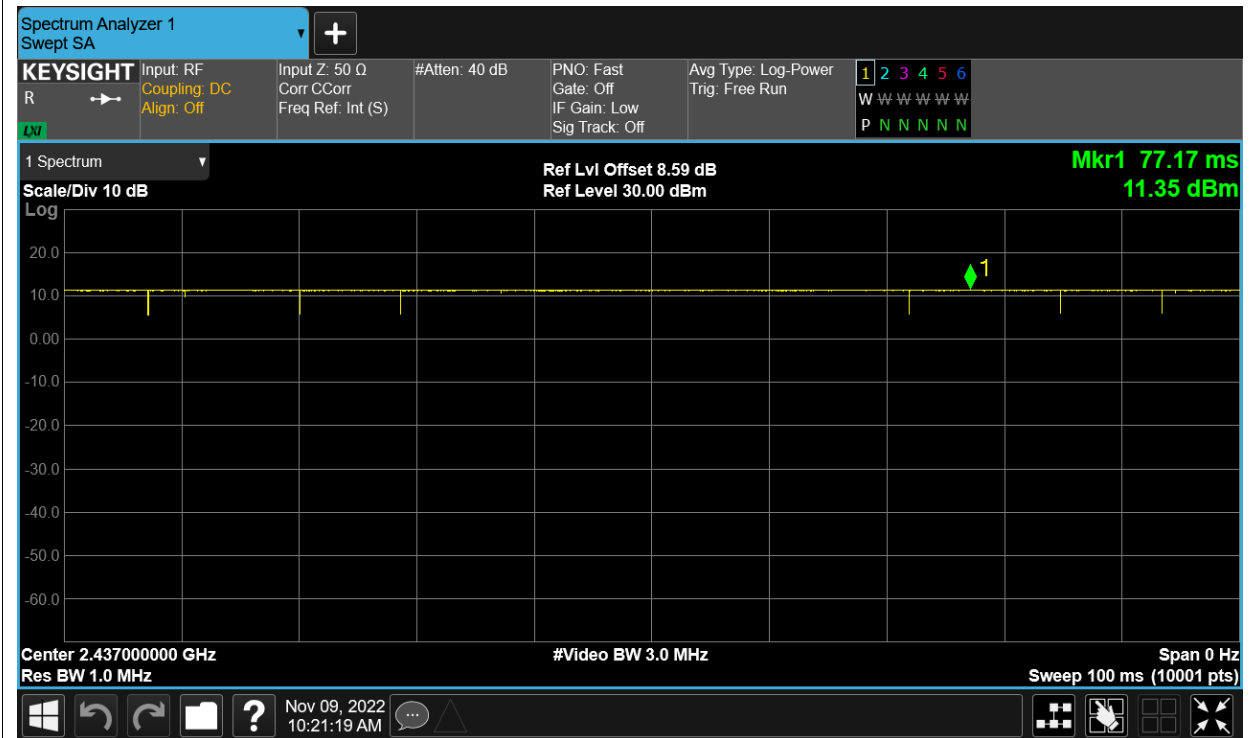 Spectrum Analyzer 1
Swept SA
KEYSIGHT
R
LXI
Input: RF
Coupling: DC
Align: Off
Input Z: 50 Ω
Corr CCorr
Freq Ref: Int (S)
#Atten: 40 dB
PNO: Fast
Gate: Off
IF Gain: Low
Sig Track: Off
Avg Type: Log-Power
Trig: Free Run
1 2 3 4 5 6
W W W W W W
P N N N N N
1 Spectrum
Scale/Div 10 dB
Ref Lvl Offset 8.59 dB
Ref Level 30.00 dBm
Mkr1 77.17 ms
11.35 dBm
Log
20.0
10.0
0.00
-10.0
-20.0
-30.0
-40.0
-50.0
-60.0
1
Center 2.437000000 GHz
Res BW 1.0 MHz
#Video BW 3.0 MHz
Span 0 Hz
Sweep 100 ms (10001 pts)
?
Nov 09, 2022
10:21:19 AM